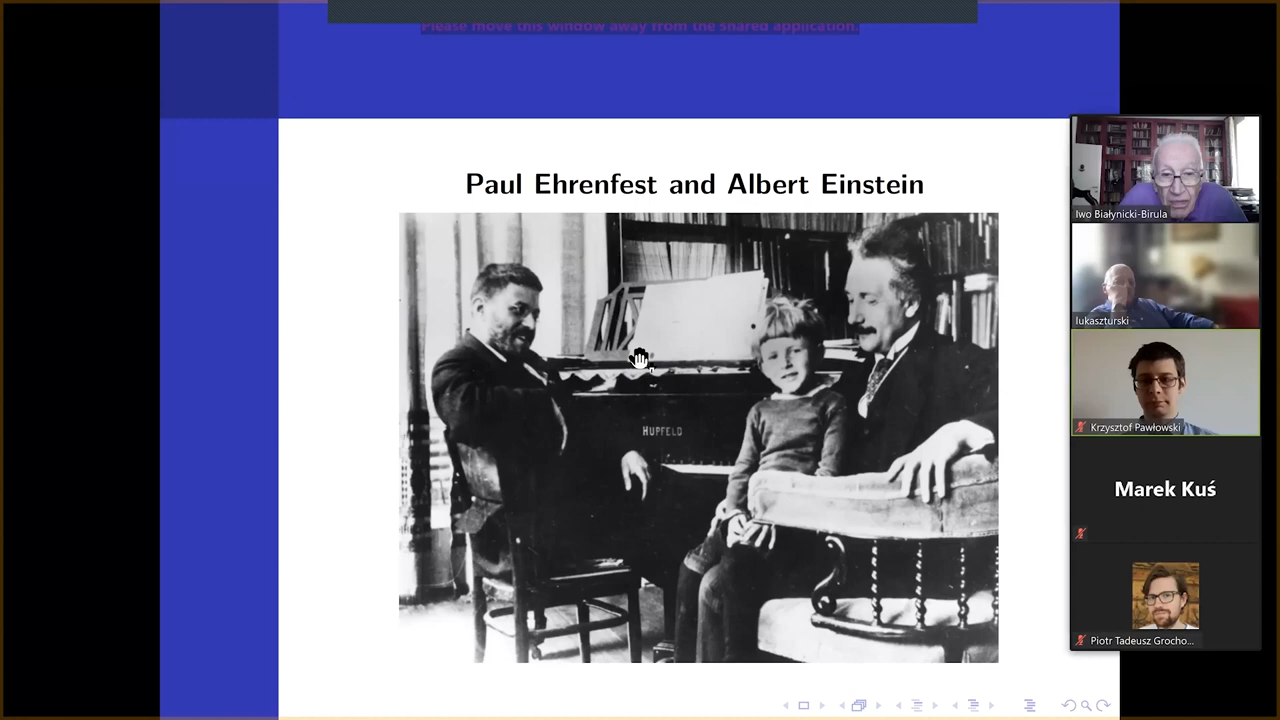 Please move this window away from the shared application.
Paul Ehrenfest and Albert Einstein
HUPFELD
Iwo Białynicki-Birula
lukaszturski
Krzysztof Pawłowski
Marek Kuś
Piotr Tadeusz Grocho...